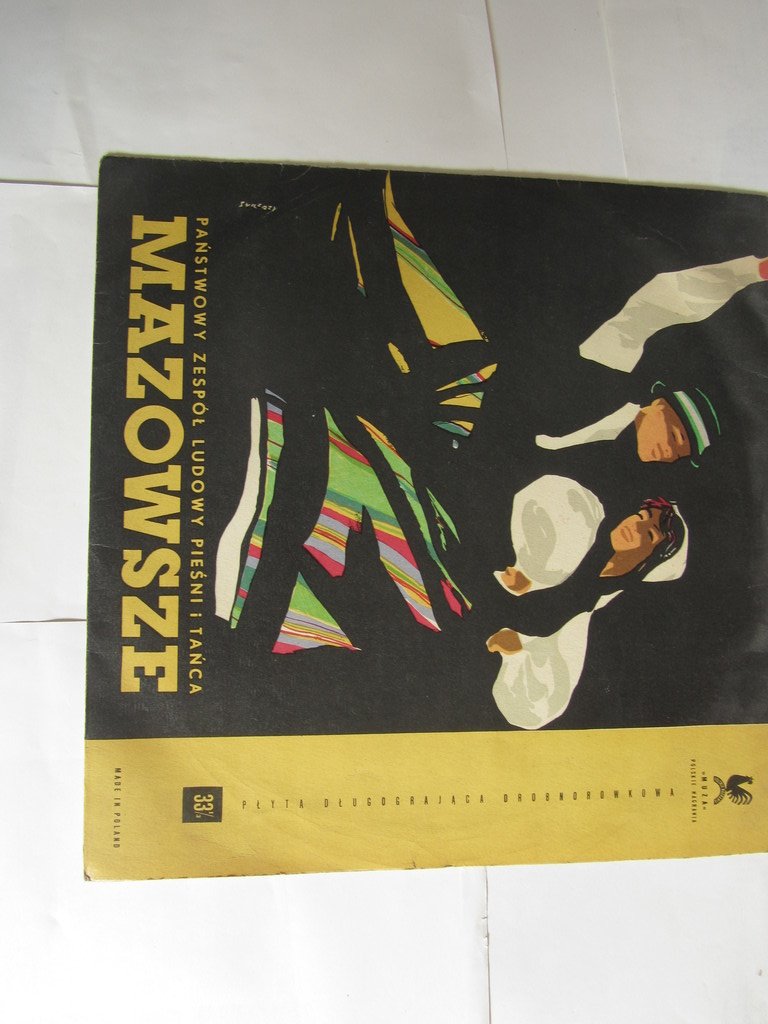 "MUZA"
POLSKIE NAGRANIA
PŁYTA DŁUGOGRAJĄCA DROBNOROWKOWA
33⅓
MADE IN POLAND
PAŃSTWOWY ZESPÓŁ LUDOWY PIEŚNI i TAŃCA
MAZOWSZE